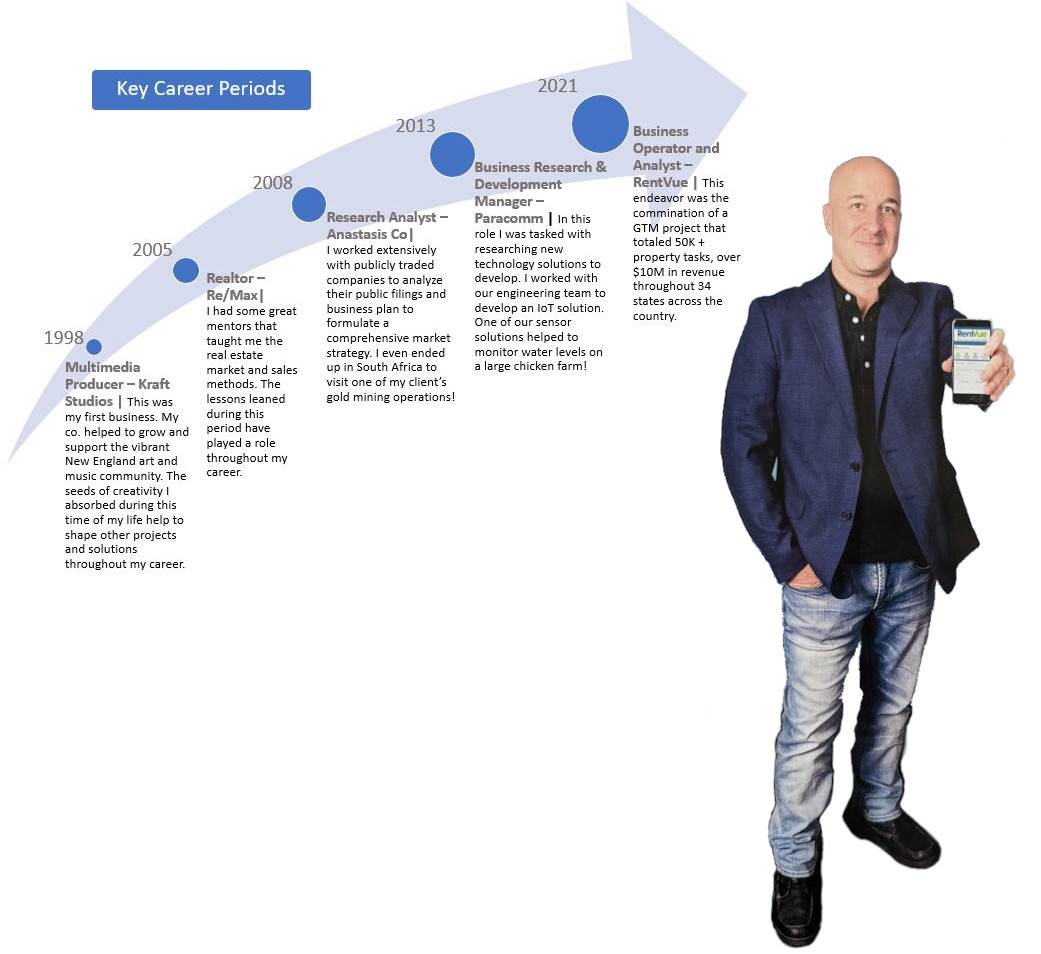 Key Career Periods
1998
Multimedia
Producer – Kraft
Studios | This was
my first business. My
co. helped to grow and
support the vibrant
New England art and
music community. The
seeds of creativity I
absorbed during this
time of my life help to
shape other projects
and solutions
throughout my career.
2005
Realtor –
Re/Max|
I had some great
mentors that
taught me the
real estate
market and sales
methods. The
lessons leaned
during this
period have
played a role
throughout my
career.
2008
Research Analyst –
Anastasis Co|
I worked extensively
with publicly traded
companies to analyze
their public filings and
business plan to
formulate a
comprehensive market
strategy. I even ended
up in South Africa to
visit one of my client’s
gold mining operations!
2013
Business Research &
Development
Manager –
Paracomm | In this
role I was tasked with
researching new
technology solutions to
develop. I worked with
our engineering team to
develop an IoT solution.
One of our sensor
solutions helped to
monitor water levels on
a large chicken farm!
2021
Business
Operator and
Analyst –
RentVue | This
endeavor was the
commination of a
GTM project that
totaled 50K +
property tasks, over
$10M in revenue
throughout 34
states across the
country.
RentVue